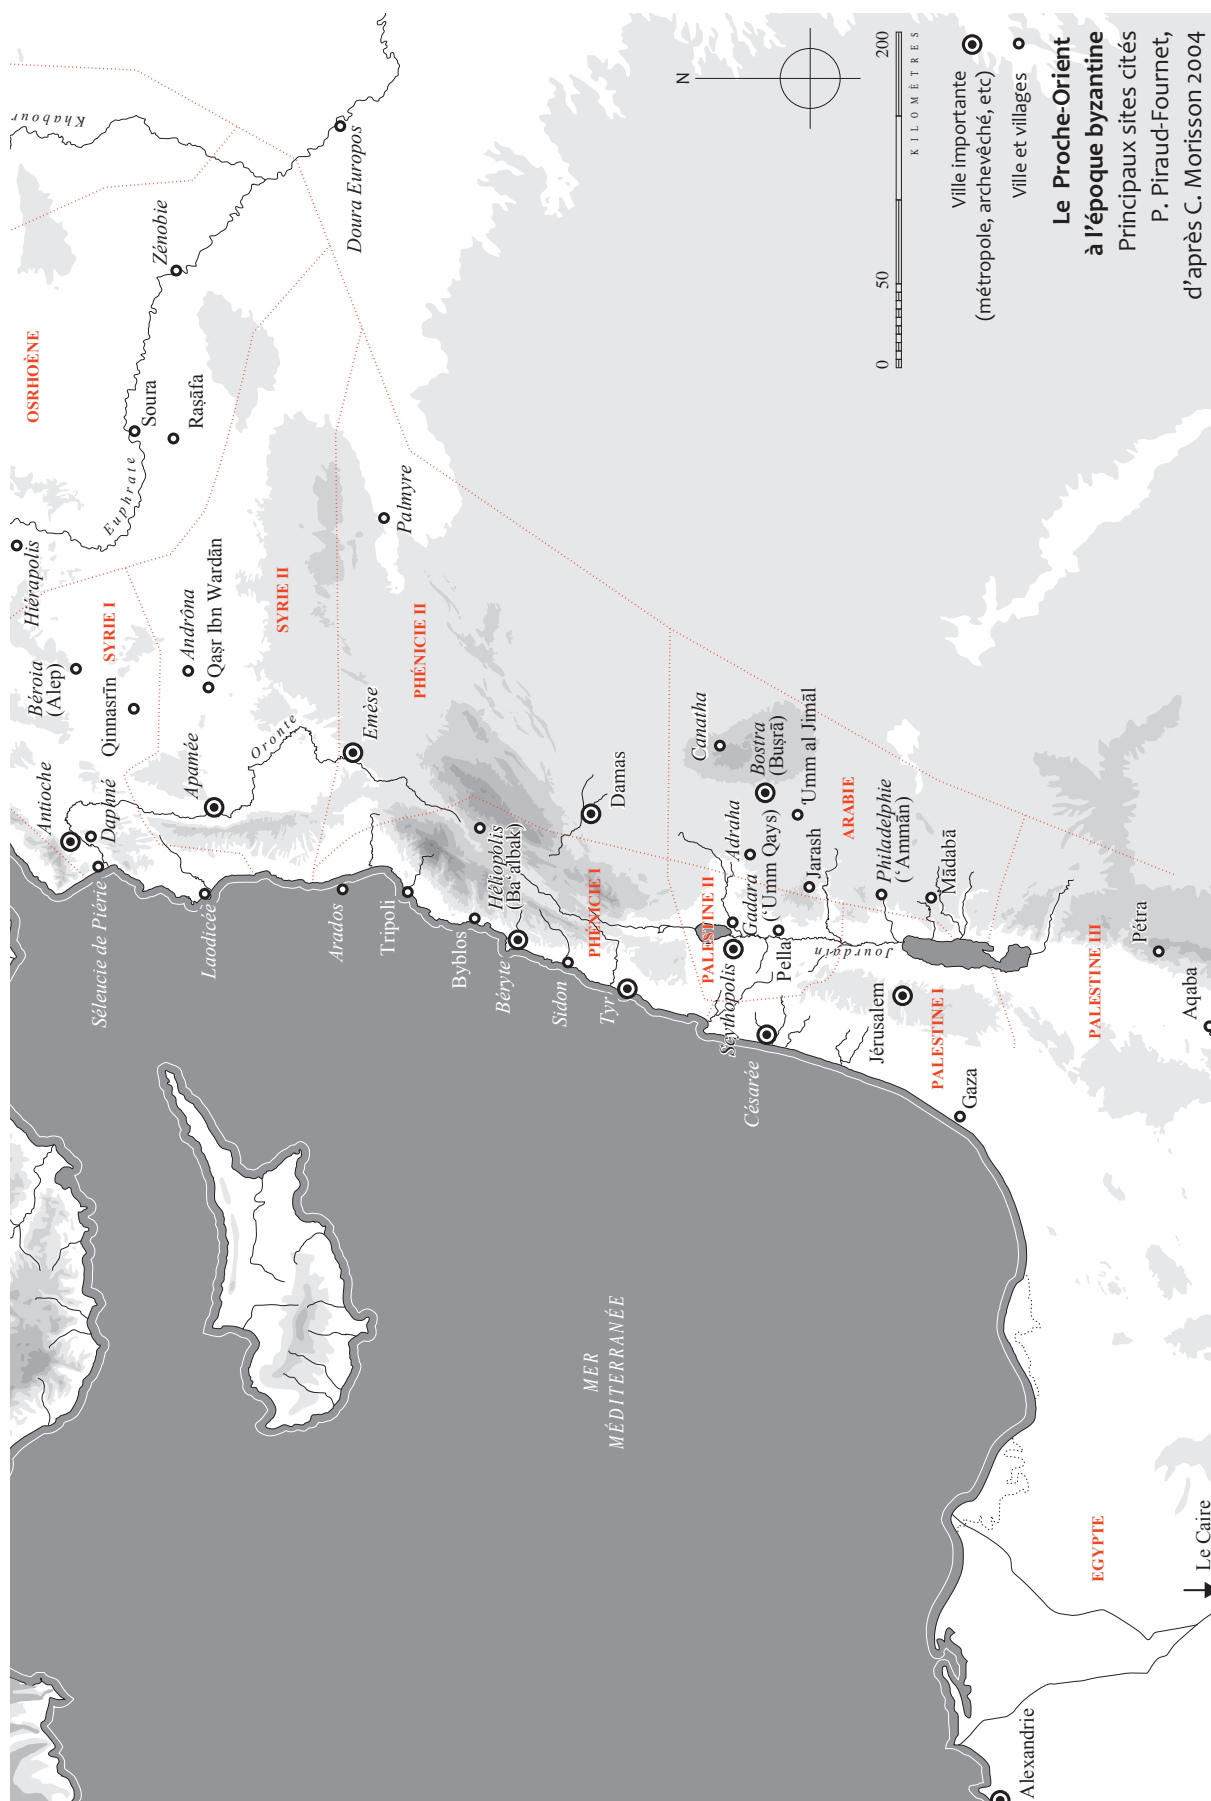 Le Proche-Orient
à l'époque byzantine
Principaux sites cités
P. Piraud-Fournet,
d'après C. Morisson 2004
Ville importante
(métropole, archevêché, etc)
Ville et villages
0
50
200
KILOMÈTRES
N
OSRHOÈNE
Khabour
Euphrate
Zénobie
Doura Europos
Soura
Raṣāfa
Hiérapolis
Béroia
(Alep)
SYRIE I
Qinnasrīn
Andrôna
Qaṣr Ibn Wardān
SYRIE II
Palmyre
PHÉNICIE II
Antioche
Daphné
Séleucie de Piérie
Apamée
Oronte
Laodicée
Emèse
Arados
Tripoli
Héliopolis
(Ba‘albak)
Byblos
Béryte
Damas
Sidon
PHÉNICIE I
Tyr
Canatha
Bostra
(Buṣrā)
Adraha
‘Umm al Jimāl
PALESTINE II
Gadara
(‘Umm Qays)
Scythopolis
Pella
Jarash
ARABIE
Césarée
Jourdain
Philadelphie
(‘Ammān)
Mādabā
Jérusalem
PALESTINE I
Gaza
PALESTINE III
Pétra
Aqaba
MER
MÉDITERRANÉE
EGYPTE
Le Caire
Alexandrie